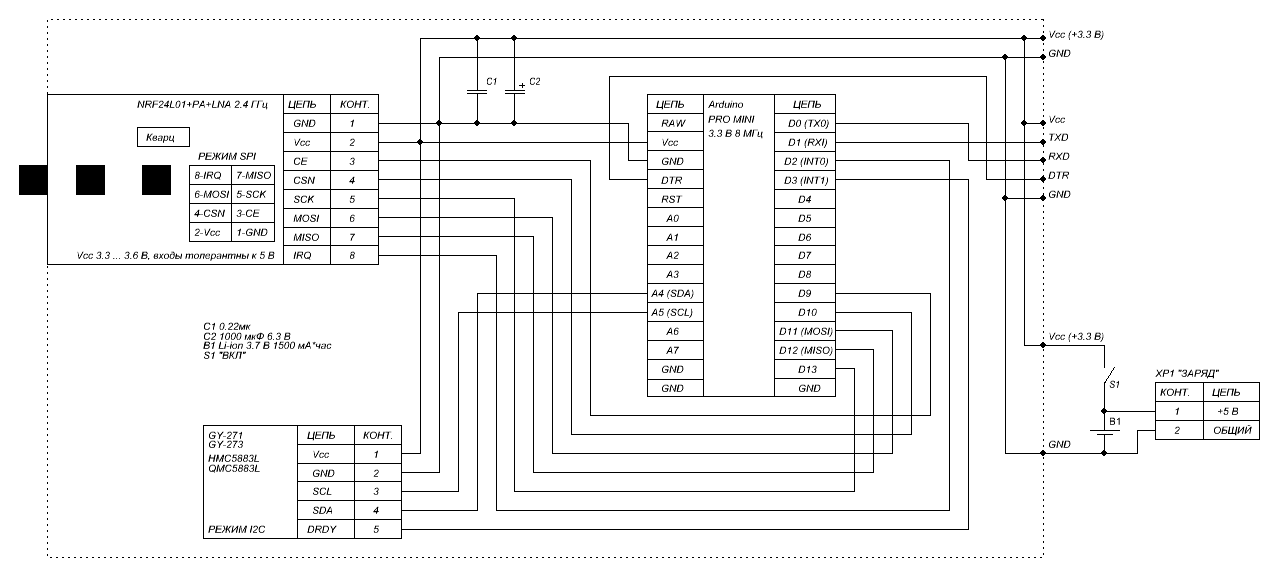 NRF24L01+PA+LNA 2.4 ГГц
ЦЕПЬ КОНТ.
GND 1
Vcc 2
CE 3
CSN 4
SCK 5
MOSI 6
MISO 7
IRQ 8
Кварц
РЕЖИМ SPI
8-IRQ 7-MISO
6-MOSI 5-SCK
4-CSN 3-CE
2-Vcc 1-GND
Vcc 3.3 ... 3.6 В, входы толерантны к 5 В
C1
+
C2
C1 0.22мк
C2 1000 мкФ 6.3 В
B1 Li-ion 3.7 В 1500 мА*час
S1 "ВКЛ"
GY-271
GY-273
HMC5883L
QMC5883L
РЕЖИМ I2C
ЦЕПЬ КОНТ.
Vcc 1
GND 2
SCL 3
SDA 4
DRDY 5
Arduino
PRO MINI
3.3 В 8 МГц
ЦЕПЬ
RAW
Vcc
GND
DTR
RST
A0
A1
A2
A3
A4 (SDA)
A5 (SCL)
A6
A7
GND
GND
ЦЕПЬ
D0 (TX0)
D1 (RXI)
D2 (INT0)
D3 (INT1)
D4
D5
D6
D7
D8
D9
D10
D11 (MOSI)
D12 (MISO)
D13
GND
Vcc (+3.3 В)
GND
Vcc
TXD
RXD
DTR
GND
Vcc (+3.3 В)
S1
B1
GND
XP1 "ЗАРЯД"
КОНТ. ЦЕПЬ
1 +5 В
2 ОБЩИЙ